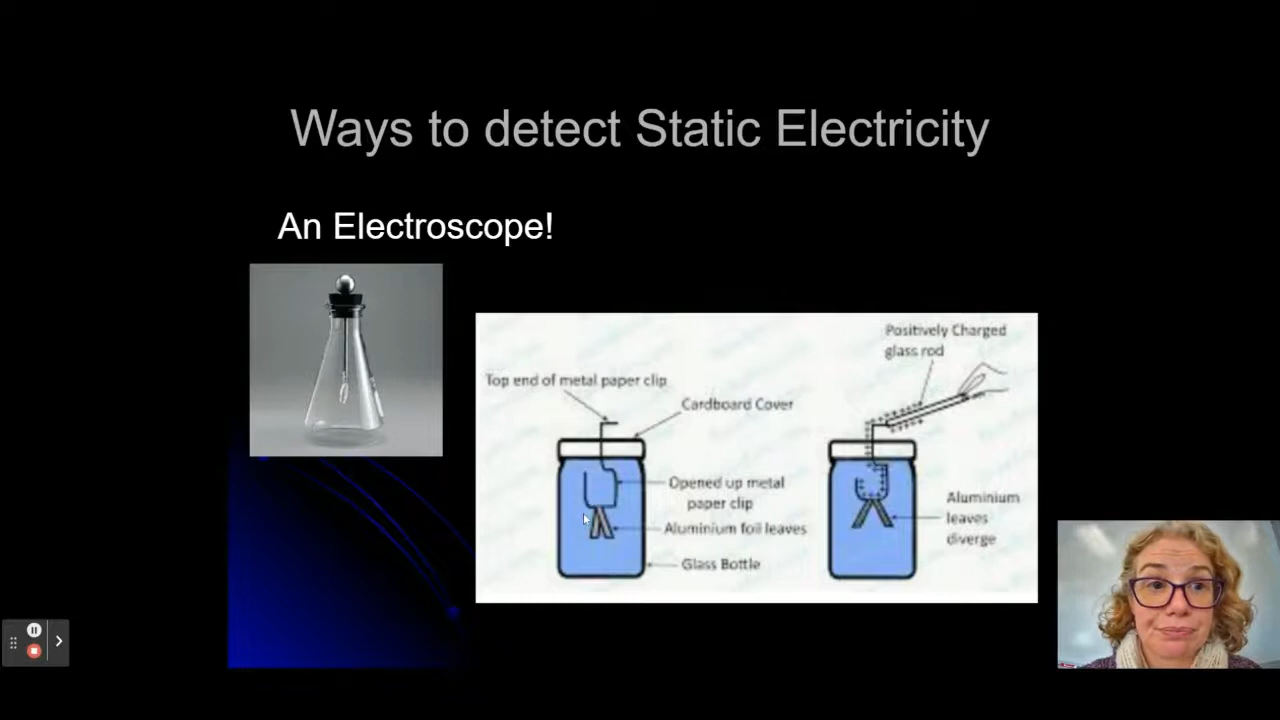 Ways to detect Static Electricity
An Electroscope!
Top end of metal paper clip
Cardboard Cover
Opened up metal
paper clip
Aluminium foil leaves
Glass Bottle
Positively Charged
glass rod
Aluminium
leaves
diverge